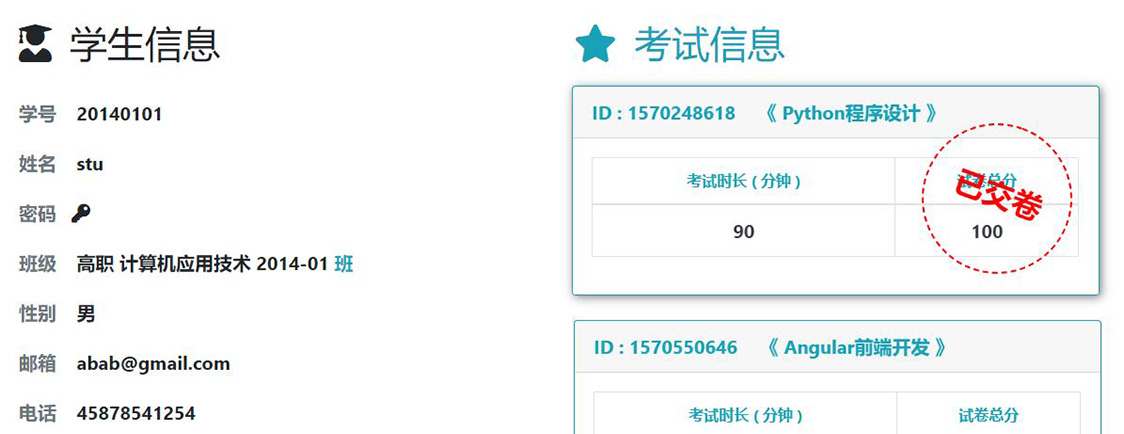 学生信息
学号 20140101
姓名 stu
密码
班级 高职 计算机应用技术 2014-01 班
性别 男
邮箱 abab@gmail.com
电话 45878541254
考试信息
ID : 1570248618 《 Python程序设计 》
考试时长 ( 分钟 ) 试卷总分
已交卷
90 100
ID : 1570550646 《 Angular前端开发 》
考试时长 ( 分钟 ) 试卷总分